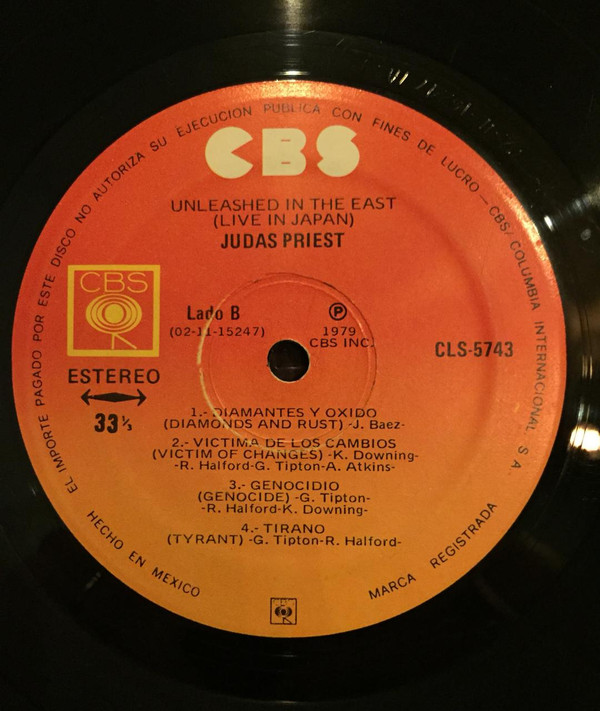 EL IMPORTE PAGADO POR ESTE DISCO NO AUTORIZA SU EJECUCION PUBLICA CON FINES DE LUCRO – CBS/COLUMBIA INTERNACIONAL S A
CBS
UNLEASHED IN THE EAST
(LIVE IN JAPAN)
JUDAS PRIEST
CBS
ESTEREO
33⅓
Lado B
(02-11-15247)
Ⓟ
1979
CBS INC.
CLS-5743
1.- DIAMANTES Y OXIDO
(DIAMONDS AND RUST) -J. Baez-
2.- VICTIMA DE LOS CAMBIOS
(VICTIM OF CHANGES) -K. Downing-
-R. Halford-G. Tipton-A. Atkins-
3.- GENOCIDIO
(GENOCIDE) -G. Tipton-
-R. Halford-K. Downing-
4.- TIRANO
(TYRANT) -G. Tipton-R. Halford-
HECHO EN MEXICO
MARCA REGISTRADA